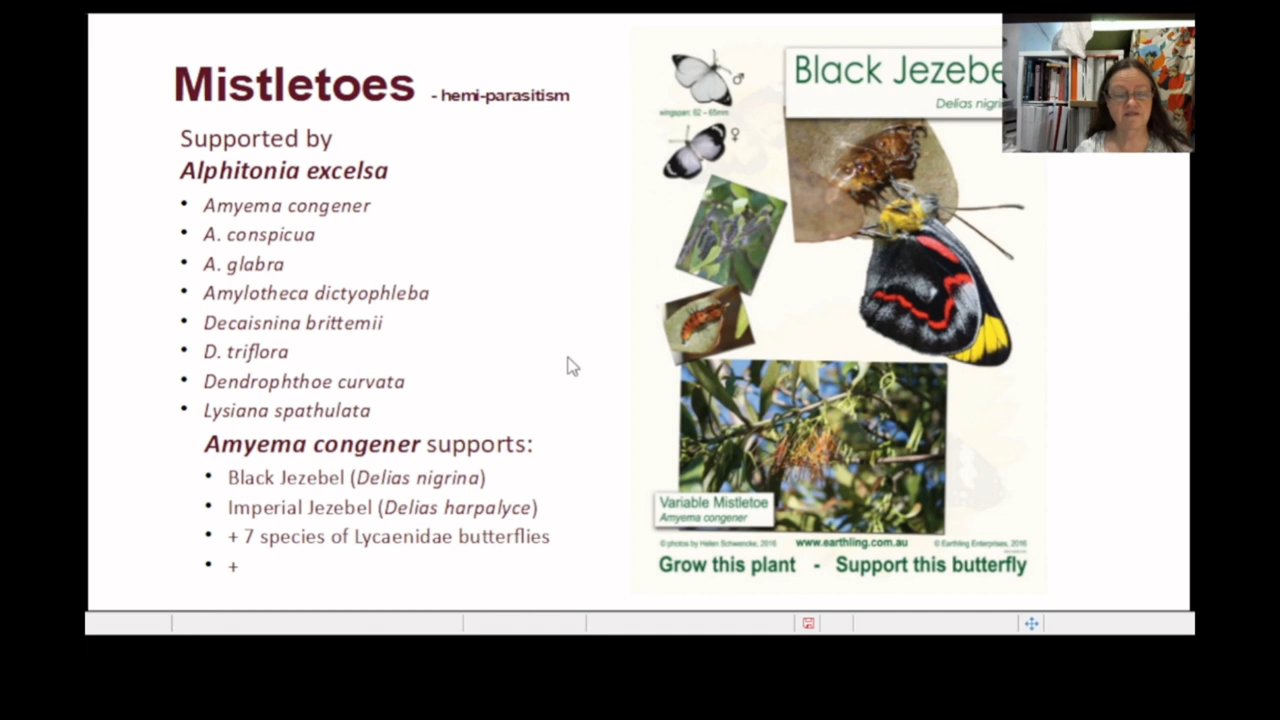 Mistletoes - hemi-parasitism
Supported by
Alphitonia excelsa
• Amyema congener
• A. conspicua
• A. glabra
• Amylotheca dictyophleba
• Decaisnina brittemii
• D. triflora
• Dendrophthoe curvata
• Lysiana spathulata
Amyema congener supports:
• Black Jezebel (Delias nigrina)
• Imperial Jezebel (Delias harpalyce)
• + 7 species of Lycaenidae butterflies
• +
Black Jezebe
Delias nigri
♂
wingspan: 62 – 65mm
♀
Variable Mistletoe
Amyema congener
© photos by Helen Schwencke, 2016 www.earthling.com.au © Earthling Enterprises, 2016
Grow this plant - Support this butterfly